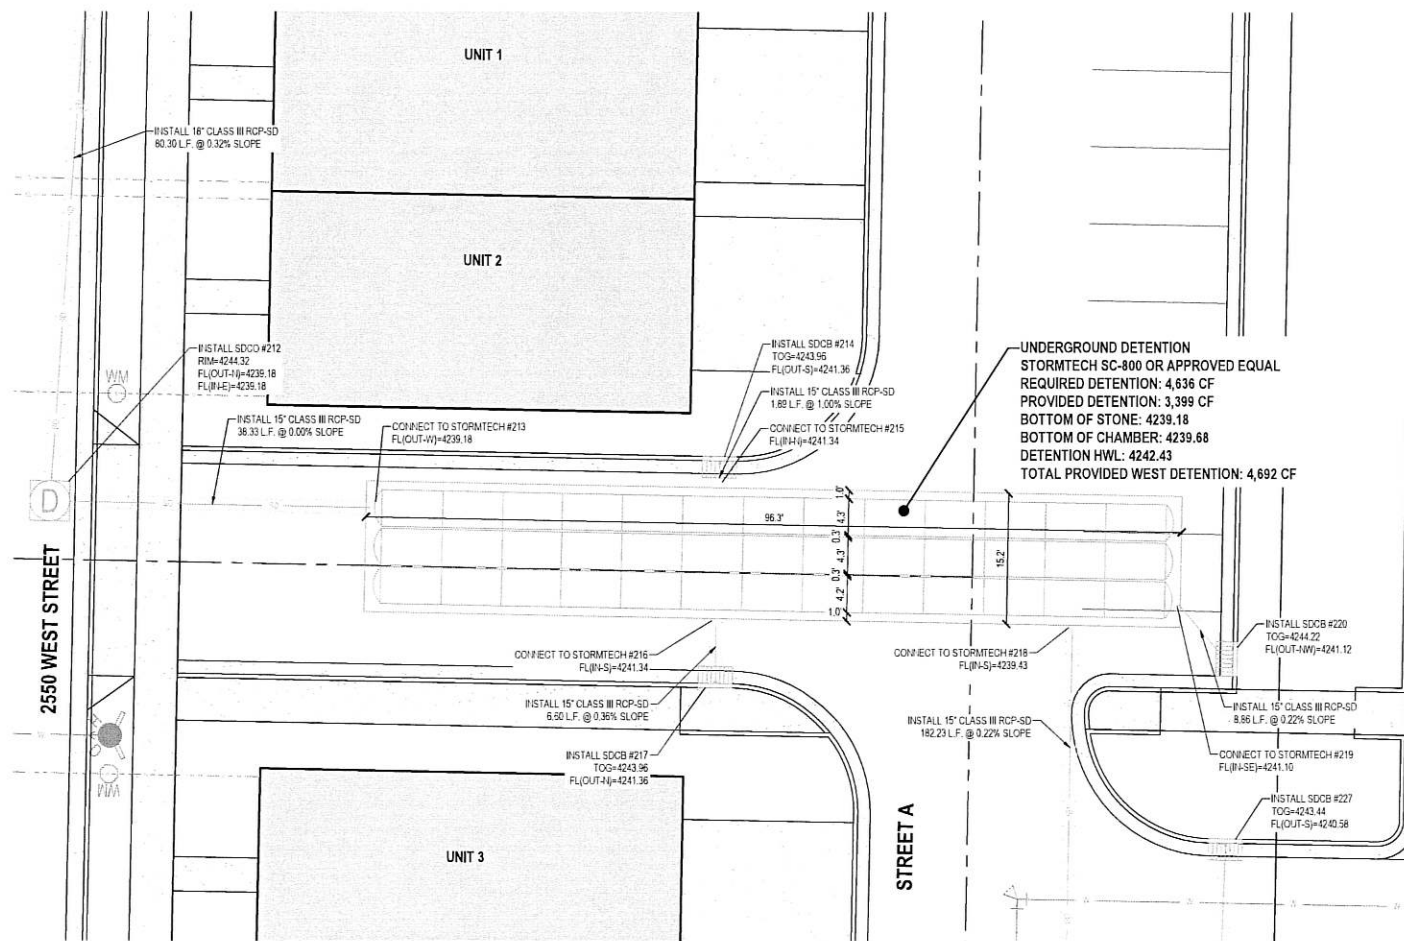 UNIT 1
INSTALL 18" CLASS III RCP-SD
80.30 L.F. @ 0.32% SLOPE
UNIT 2
INSTALL SDCO #212
RIM=4244.32
FL(OUT-N)=4239.18
FL(IN-E)=4239.18
WM
INSTALL 15" CLASS III RCP-SD
38.33 L.F. @ 0.00% SLOPE
CONNECT TO STORMTECH #213
FL(OUT-W)=4239.18
INSTALL SDCB #214
TOG=4243.96
FL(OUT-S)=4241.36
INSTALL 15" CLASS III RCP-SD
1.89 L.F. @ 1.00% SLOPE
CONNECT TO STORMTECH #215
FL(IN-N)=4241.34
UNDERGROUND DETENTION
STORMTECH SC-800 OR APPROVED EQUAL
REQUIRED DETENTION: 4,636 CF
PROVIDED DETENTION: 3,399 CF
BOTTOM OF STONE: 4239.18
BOTTOM OF CHAMBER: 4239.68
DETENTION HWL: 4242.43
TOTAL PROVIDED WEST DETENTION: 4,692 CF
D
96.3'
1.0'
4.3'
0.3'
4.3'
0.3'
4.2'
1.0'
15.2'
2550 WEST STREET
CONNECT TO STORMTECH #216
FL(IN-S)=4241.34
INSTALL 15" CLASS III RCP-SD
6.60 L.F. @ 0.36% SLOPE
INSTALL SDCB #217
TOG=4243.96
FL(OUT-N)=4241.36
CONNECT TO STORMTECH #218
FL(IN-S)=4239.43
INSTALL 15" CLASS III RCP-SD
182.23 L.F. @ 0.22% SLOPE
INSTALL SDCB #220
TOG=4244.22
FL(OUT-NW)=4241.12
INSTALL 15" CLASS III RCP-SD
8.86 L.F. @ 0.22% SLOPE
CONNECT TO STORMTECH #219
FL(IN-SE)=4241.10
INSTALL SDCB #227
TOG=4243.44
FL(OUT-S)=4240.58
WM
UNIT 3
STREET A